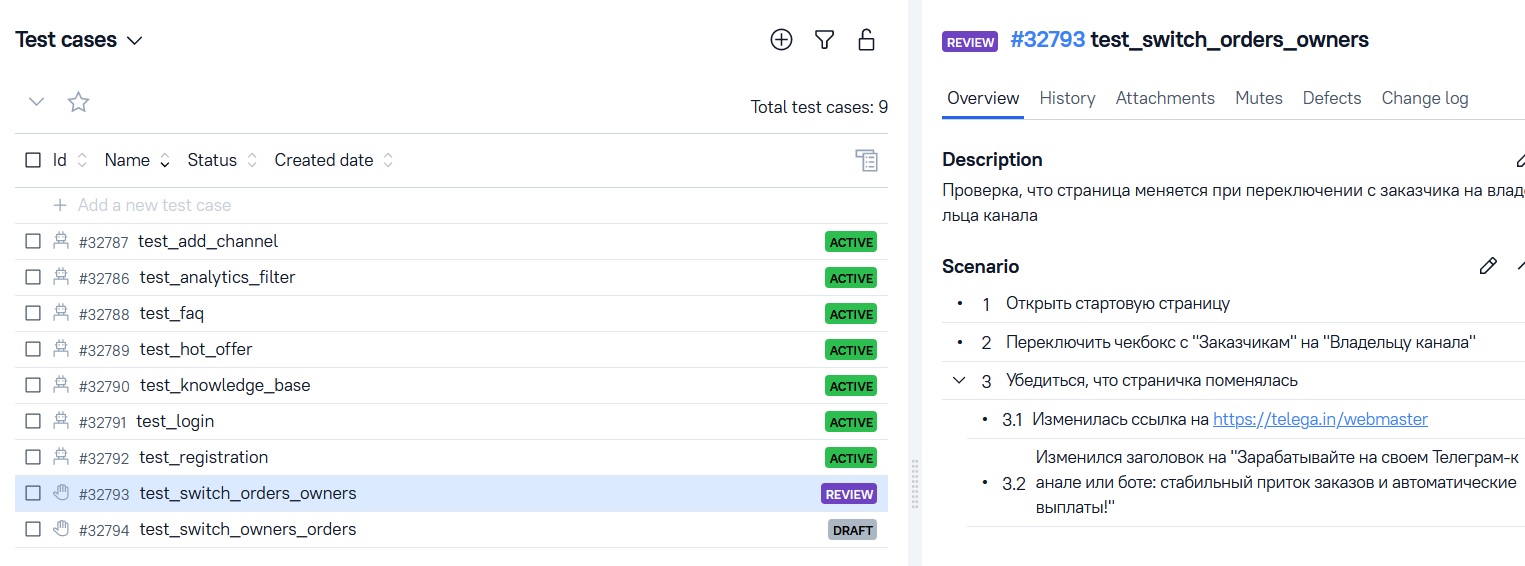 Test cases
Total test cases: 9
Id Name Status Created date
Add a new test case
#32787 test_add_channel ACTIVE
#32786 test_analytics_filter ACTIVE
#32788 test_faq ACTIVE
#32789 test_hot_offer ACTIVE
#32790 test_knowledge_base ACTIVE
#32791 test_login ACTIVE
#32792 test_registration ACTIVE
#32793 test_switch_orders_owners REVIEW
#32794 test_switch_owners_orders DRAFT
REVIEW #32793 test_switch_orders_owners
Overview History Attachments Mutes Defects Change log
Description
Проверка, что страница меняется при переключении с заказчика на влад
льца канала
Scenario
1 Открыть стартовую страницу
2 Переключить чекбокс с "Заказчикам" на "Владельцу канала"
3 Убедиться, что страничка поменялась
3.1 Изменилась ссылка на https://telega.in/webmaster
3.2 Изменился заголовок на "Зарабатывайте на своем Телеграм-к
анале или боте: стабильный приток заказов и автоматические
выплаты!"